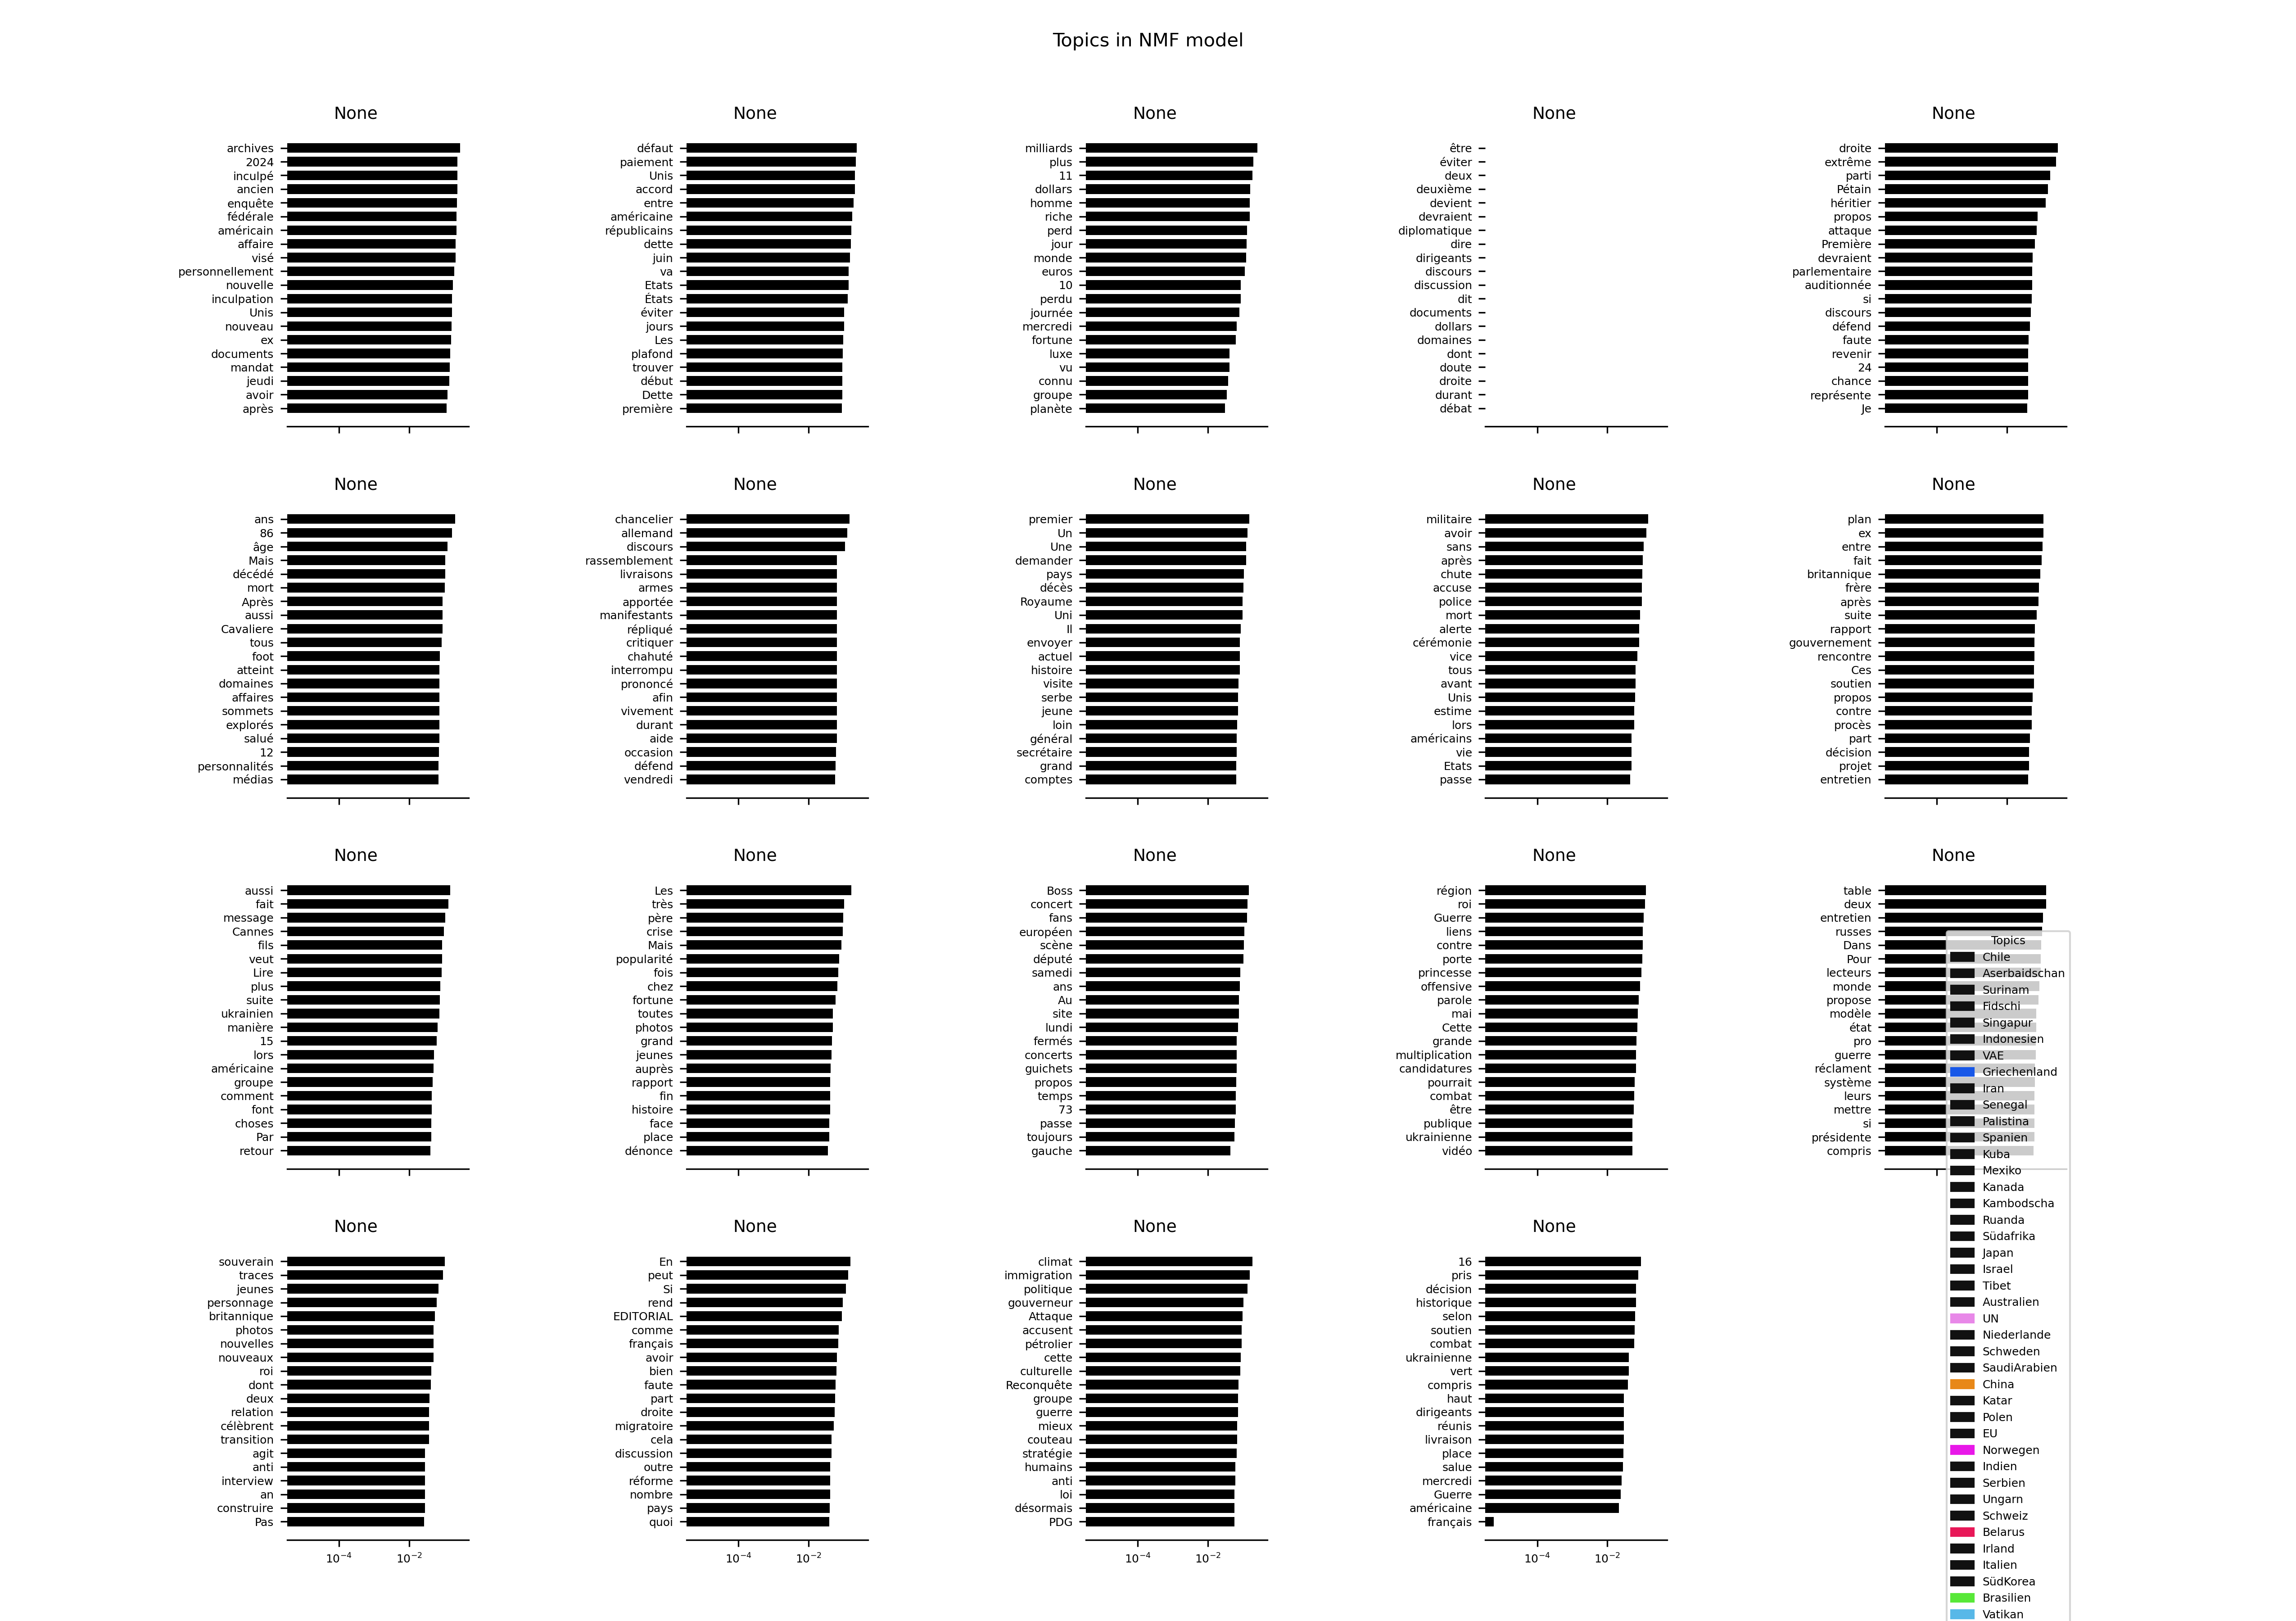 Topics in NMF model
None
archives
2024
inculpé
ancien
enquête
fédérale
américain
affaire
visé
personnellement
nouvelle
inculpation
Unis
nouveau
ex
documents
mandat
jeudi
avoir
après
None
défaut
paiement
Unis
accord
entre
américaine
républicains
dette
juin
va
Etats
États
éviter
jours
Les
plafond
trouver
début
Dette
première
None
milliards
plus
11
dollars
homme
riche
perd
jour
monde
euros
10
perdu
journée
mercredi
fortune
luxe
vu
connu
groupe
planète
None
être
éviter
deux
deuxième
devient
devraient
diplomatique
dire
dirigeants
discours
discussion
dit
documents
dollars
domaines
dont
doute
droite
durant
débat
None
droite
extrême
parti
Pétain
héritier
propos
attaque
Première
devraient
parlementaire
auditionnée
si
discours
défend
faute
revenir
24
chance
représente
Je
None
ans
86
âge
Mais
décédé
mort
Après
aussi
Cavaliere
tous
foot
atteint
domaines
affaires
sommets
explorés
salué
12
personnalités
médias
None
chancelier
allemand
discours
rassemblement
livraisons
armes
apportée
manifestants
répliqué
critiquer
chahuté
interrompu
prononcé
afin
vivement
durant
aide
occasion
défend
vendredi
None
premier
Un
Une
demander
pays
décès
Royaume
Uni
Il
envoyer
actuel
histoire
visite
serbe
jeune
loin
général
secrétaire
grand
comptes
None
militaire
avoir
sans
après
chute
accuse
police
mort
alerte
cérémonie
vice
tous
avant
Unis
estime
lors
américains
vie
Etats
passe
None
plan
ex
entre
fait
britannique
frère
après
suite
rapport
gouvernement
rencontre
Ces
soutien
propos
contre
procès
part
décision
projet
entretien
None
aussi
fait
message
Cannes
fils
veut
Lire
plus
suite
ukrainien
manière
15
lors
américaine
groupe
comment
font
choses
Par
retour
None
Les
très
père
crise
Mais
popularité
fois
chez
fortune
toutes
photos
grand
jeunes
auprès
rapport
fin
histoire
face
place
dénonce
None
Boss
concert
fans
européen
scène
député
samedi
ans
Au
site
lundi
fermés
concerts
guichets
propos
temps
73
passe
toujours
gauche
None
région
roi
Guerre
liens
contre
porte
princesse
offensive
parole
mai
Cette
grande
multiplication
candidatures
pourrait
combat
être
publique
ukrainienne
vidéo
None
table
deux
entretien
russes
Dans
Pour
lecteurs
monde
propose
modèle
état
pro
guerre
réclament
système
leurs
mettre
si
présidente
compris
None
souverain
traces
jeunes
personnage
britannique
photos
nouvelles
nouveaux
roi
dont
deux
relation
célèbrent
transition
agit
anti
interview
an
construire
Pas
10⁻⁴ 10⁻²
None
En
peut
Si
rend
EDITORIAL
comme
français
avoir
bien
faute
part
droite
migratoire
cela
discussion
outre
réforme
nombre
pays
quoi
10⁻⁴ 10⁻²
None
climat
immigration
politique
gouverneur
Attaque
accusent
pétrolier
cette
culturelle
Reconquête
groupe
guerre
mieux
couteau
stratégie
humains
anti
loi
désormais
PDG
10⁻⁴ 10⁻²
None
16
pris
décision
historique
selon
soutien
combat
ukrainienne
vert
compris
haut
dirigeants
réunis
livraison
place
salue
mercredi
Guerre
américaine
français
10⁻⁴ 10⁻²
Topics
Chile
Aserbaidschan
Surinam
Fidschi
Singapur
Indonesien
VAE
Griechenland
Iran
Senegal
Palistina
Spanien
Kuba
Mexiko
Kanada
Kambodscha
Ruanda
Südafrika
Japan
Israel
Tibet
Australien
UN
Niederlande
Schweden
SaudiArabien
China
Katar
Polen
EU
Norwegen
Indien
Serbien
Ungarn
Schweiz
Belarus
Irland
Italien
SüdKorea
Brasilien
Vatikan